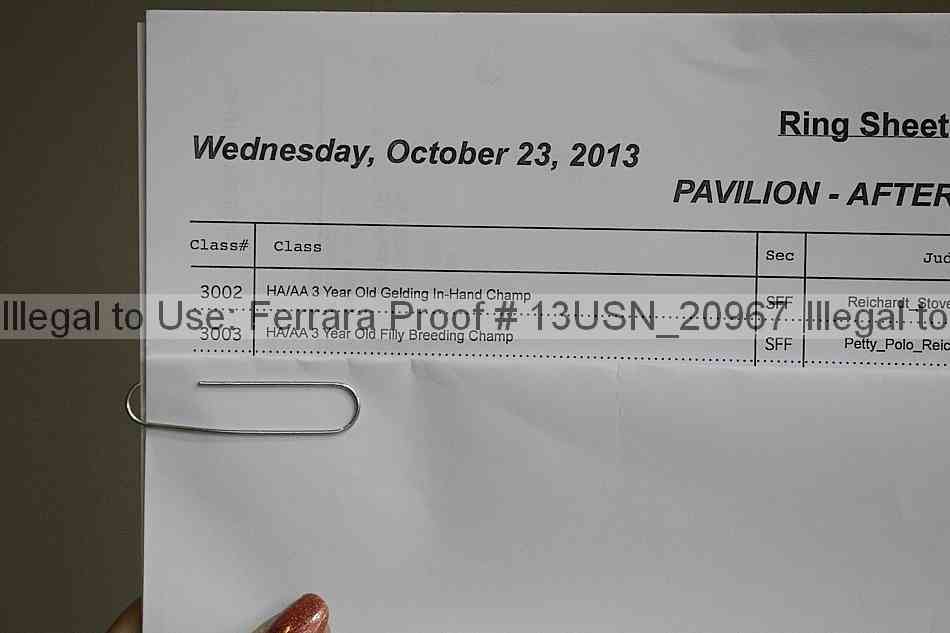 Ring Sheet
Wednesday, October 23, 2013
PAVILION - AFTER
Class# Class Sec Jud
3002 HA/AA 3 Year Old Gelding In-Hand Champ SFF Reichardt_Stove
Illegal to Use: Ferrara Proof # 13USN_20967 Illegal to
3003 HA/AA 3 Year Old Filly Breeding Champ SFF Petty_Polo_Reic